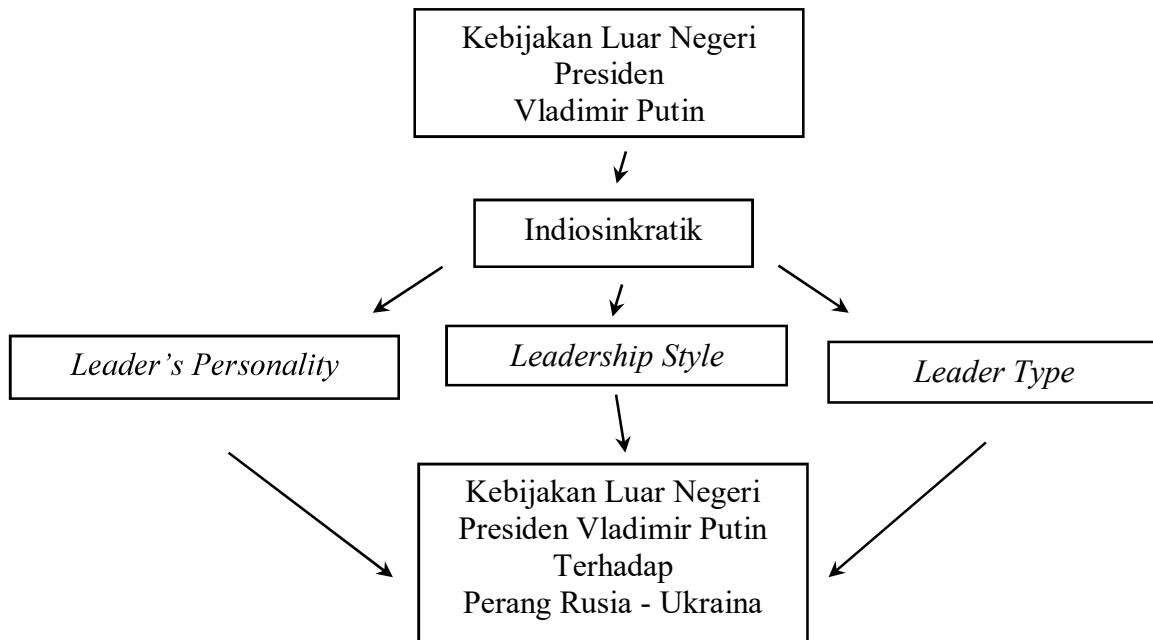 Kebijakan Luar Negeri
Presiden
Vladimir Putin
Indiosinkratik
Leader’s Personality
Leadership Style
Leader Type
Kebijakan Luar Negeri
Presiden Vladimir Putin
Terhadap
Perang Rusia - Ukraina